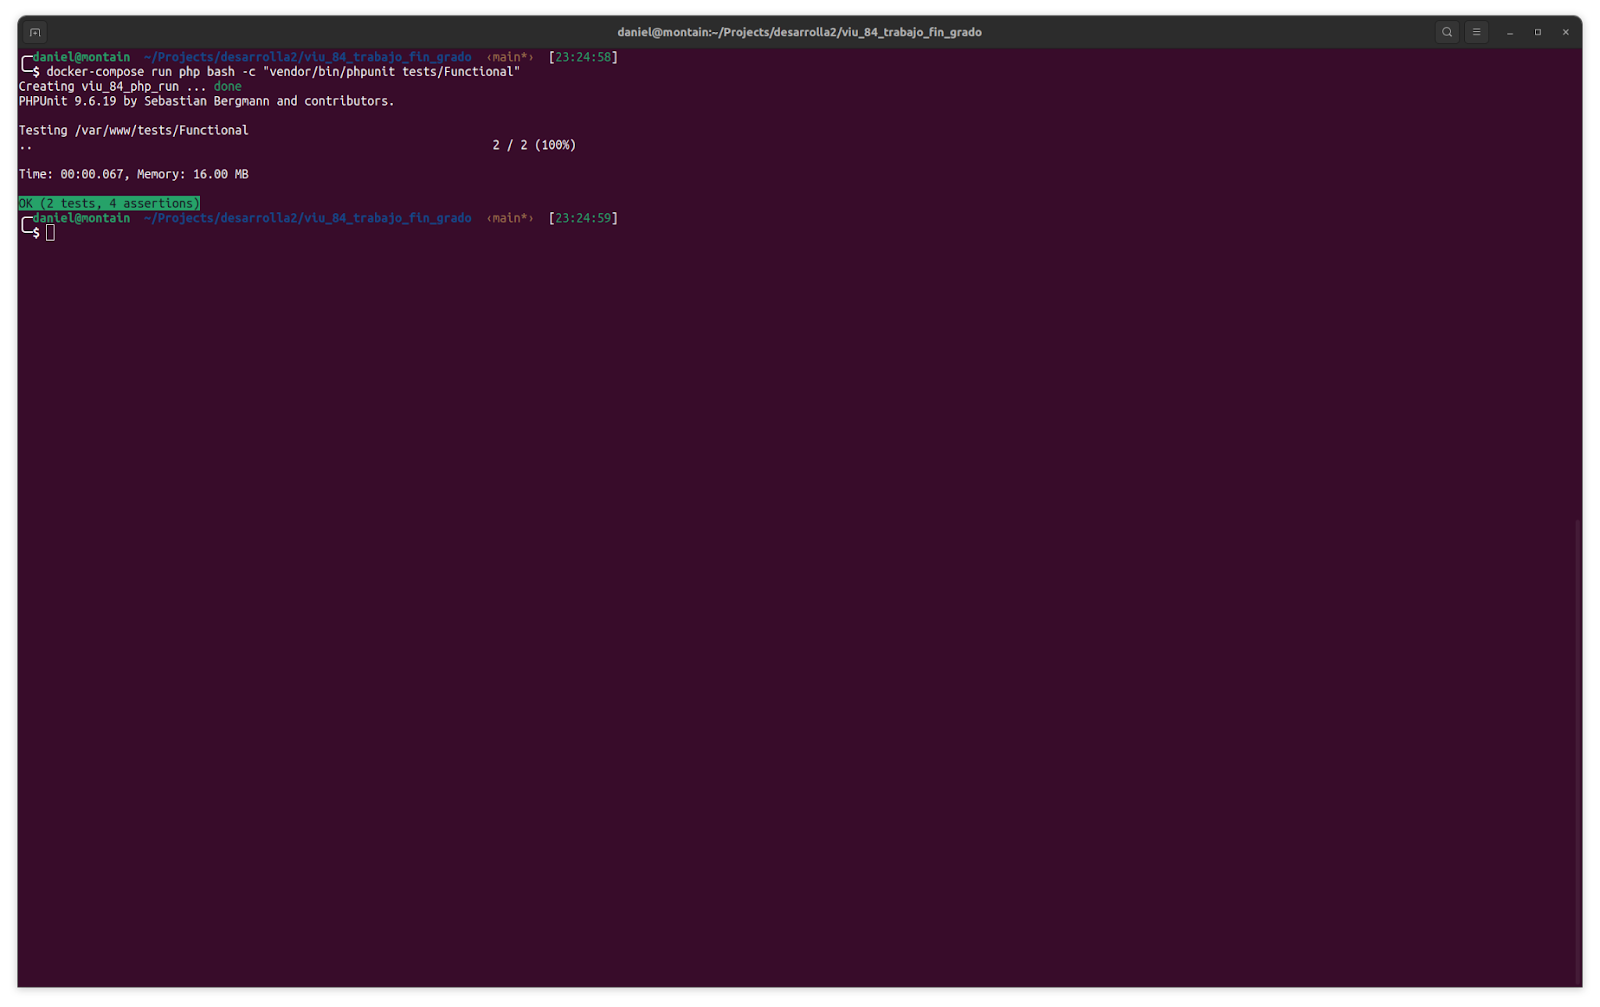 daniel@montain:~/Projects/desarrolla2/viu_84_trabajo_fin_grado
daniel@montain ~/Projects/desarrolla2/viu_84_trabajo_fin_grado ‹main*› [23:24:58]
$ docker-compose run php bash -c "vendor/bin/phpunit tests/Functional"
Creating viu_84_php_run ... done
PHPUnit 9.6.19 by Sebastian Bergmann and contributors.
Testing /var/www/tests/Functional
.. 2 / 2 (100%)
Time: 00:00.067, Memory: 16.00 MB
OK (2 tests, 4 assertions)
daniel@montain ~/Projects/desarrolla2/viu_84_trabajo_fin_grado ‹main*› [23:24:59]
$